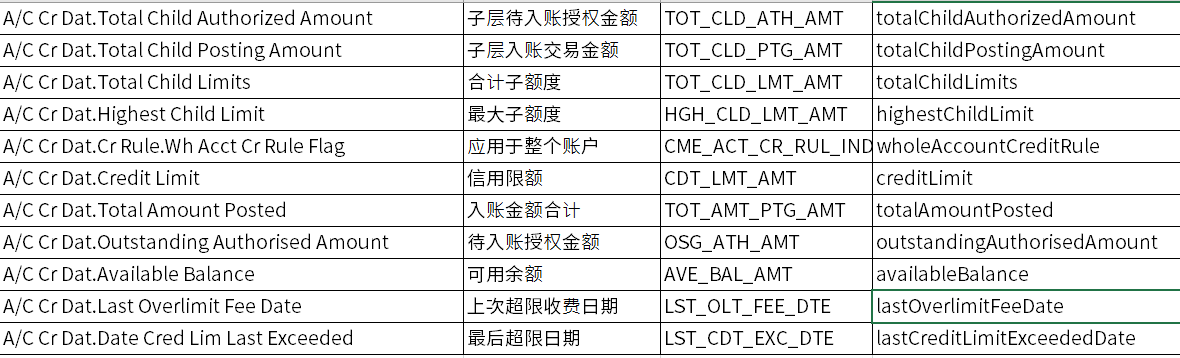 A/C Cr Dat.Total Child Authorized Amount 子层待入账授权金额 TOT_CLD_ATH_AMT totalChildAuthorizedAmount
A/C Cr Dat.Total Child Posting Amount 子层入账交易金额 TOT_CLD_PTG_AMT totalChildPostingAmount
A/C Cr Dat.Total Child Limits 合计子额度 TOT_CLD_LMT_AMT totalChildLimits
A/C Cr Dat.Highest Child Limit 最大子额度 HGH_CLD_LMT_AMT highestChildLimit
A/C Cr Dat.Cr Rule.Wh Acct Cr Rule Flag 应用于整个账户 CME_ACT_CR_RUL_IND wholeAccountCreditRule
A/C Cr Dat.Credit Limit 信用限额 CDT_LMT_AMT creditLimit
A/C Cr Dat.Total Amount Posted 入账金额合计 TOT_AMT_PTG_AMT totalAmountPosted
A/C Cr Dat.Outstanding Authorised Amount 待入账授权金额 OSG_ATH_AMT outstandingAuthorisedAmount
A/C Cr Dat.Available Balance 可用余额 AVE_BAL_AMT availableBalance
A/C Cr Dat.Last Overlimit Fee Date 上次超限收费日期 LST_OLT_FEE_DTE lastOverlimitFeeDate
A/C Cr Dat.Date Cred Lim Last Exceeded 最后超限日期 LST_CDT_EXC_DTE lastCreditLimitExceededDate